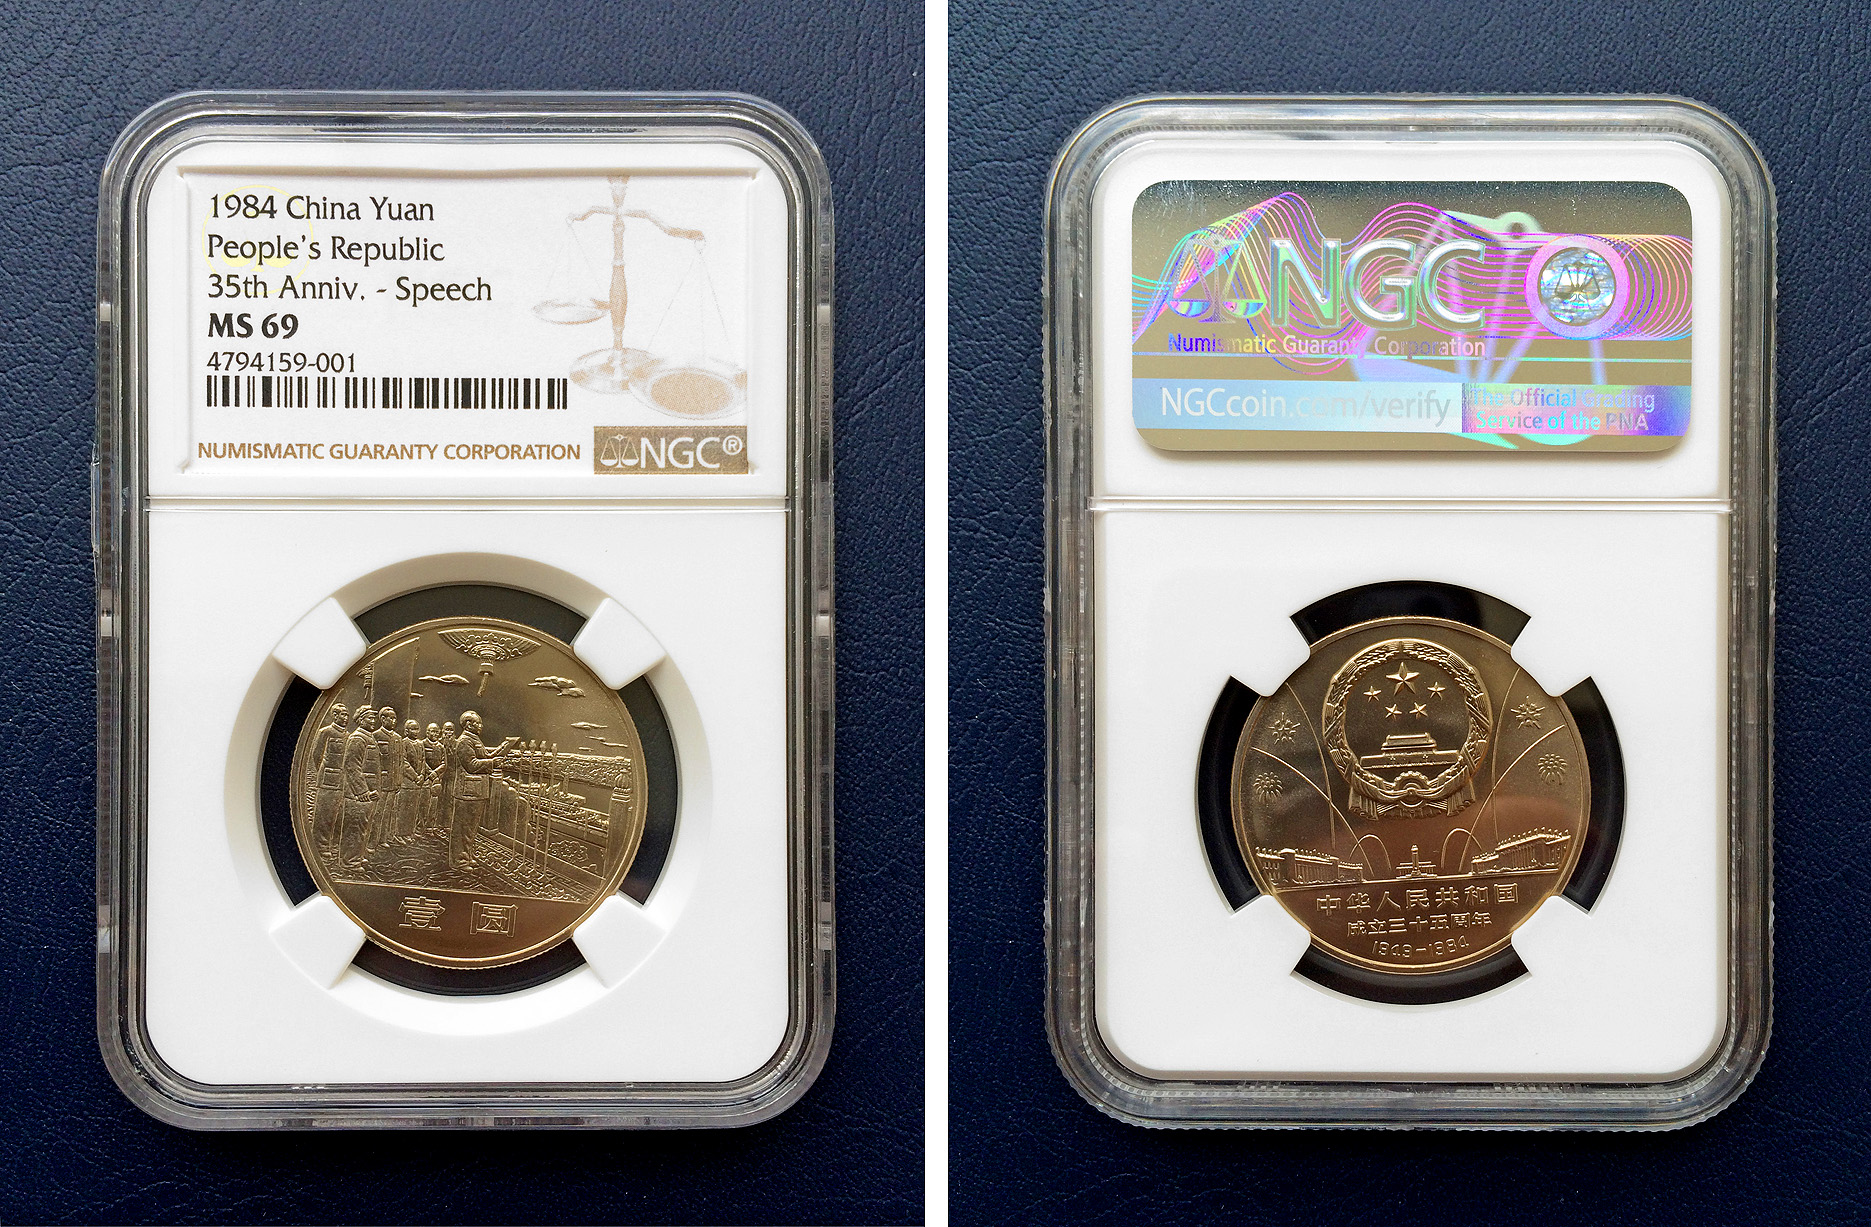 1984 China Yuan
People's Republic
35th Anniv. - Speech
MS 69
4794159-001
NUMISMATIC GUARANTY CORPORATION
NGC®
壹 圆
NGC
Numismatic Guaranty Corporation
NGCcoin.com/verify
The Official Grading
Service of the PNA
中华人民共和国
成立三十五周年
1949-1984